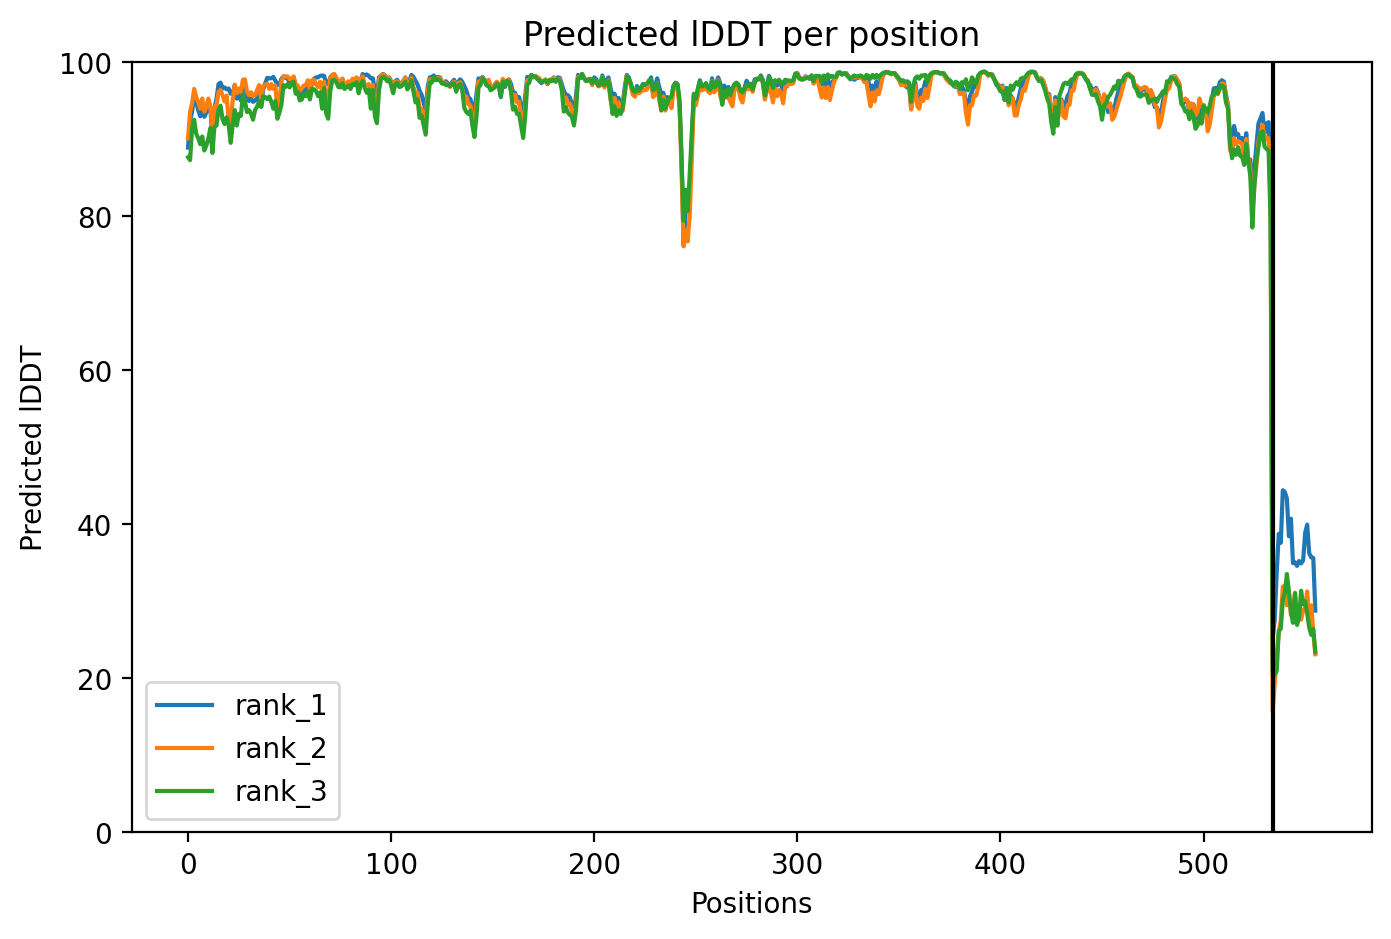 Predicted lDDT per position
100
80
60
40
20
0
Predicted lDDT
rank_1
rank_2
rank_3
0 100 200 300 400 500
Positions